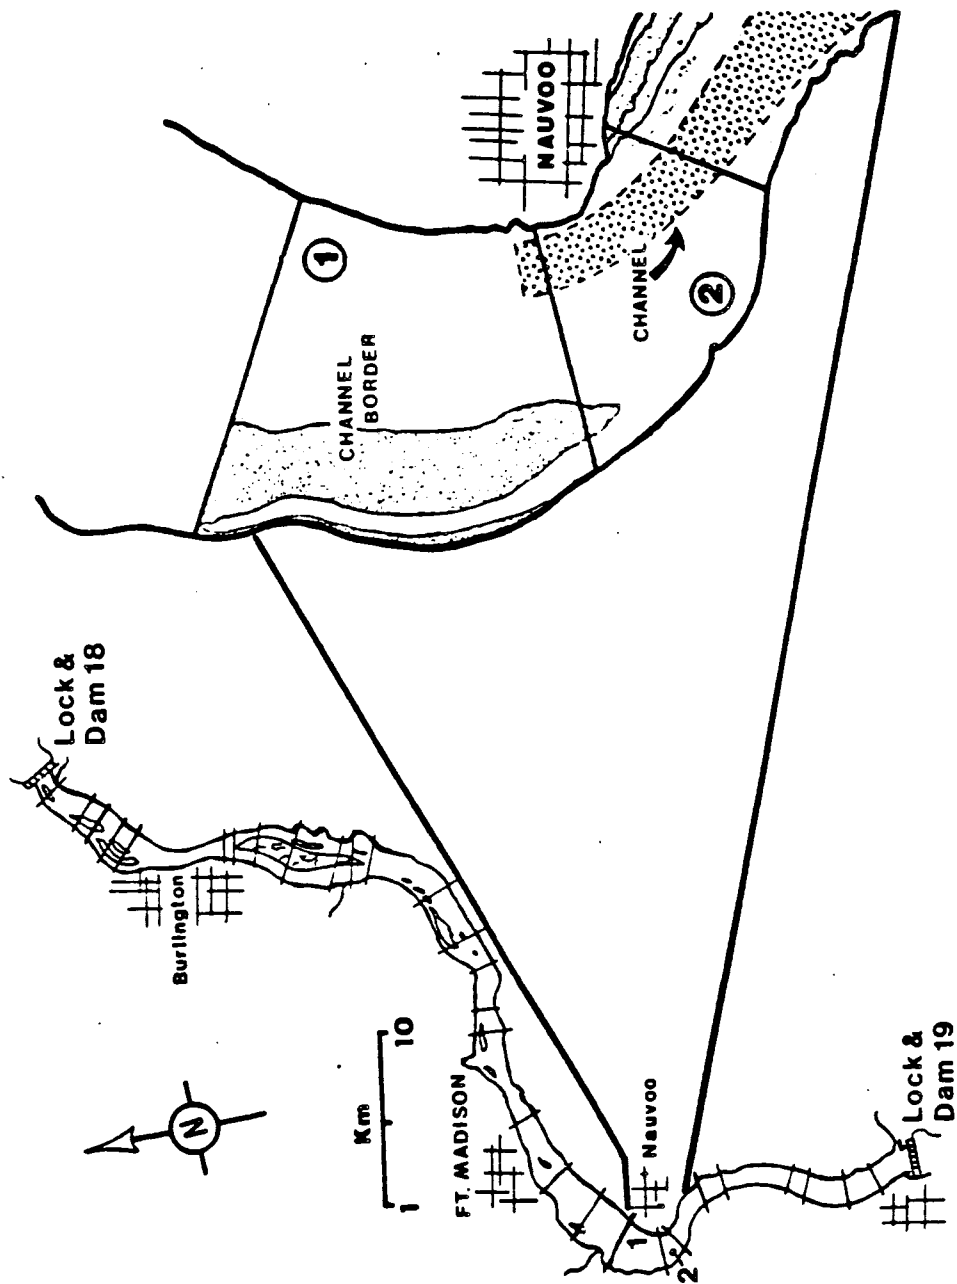 Lock &
Dam 18
Burlington
N
Km
1 10
FT. MADISON
Nauvoo
1
2
Lock &
Dam 19
1
CHANNEL
BORDER
NAUVOO
CHANNEL
2